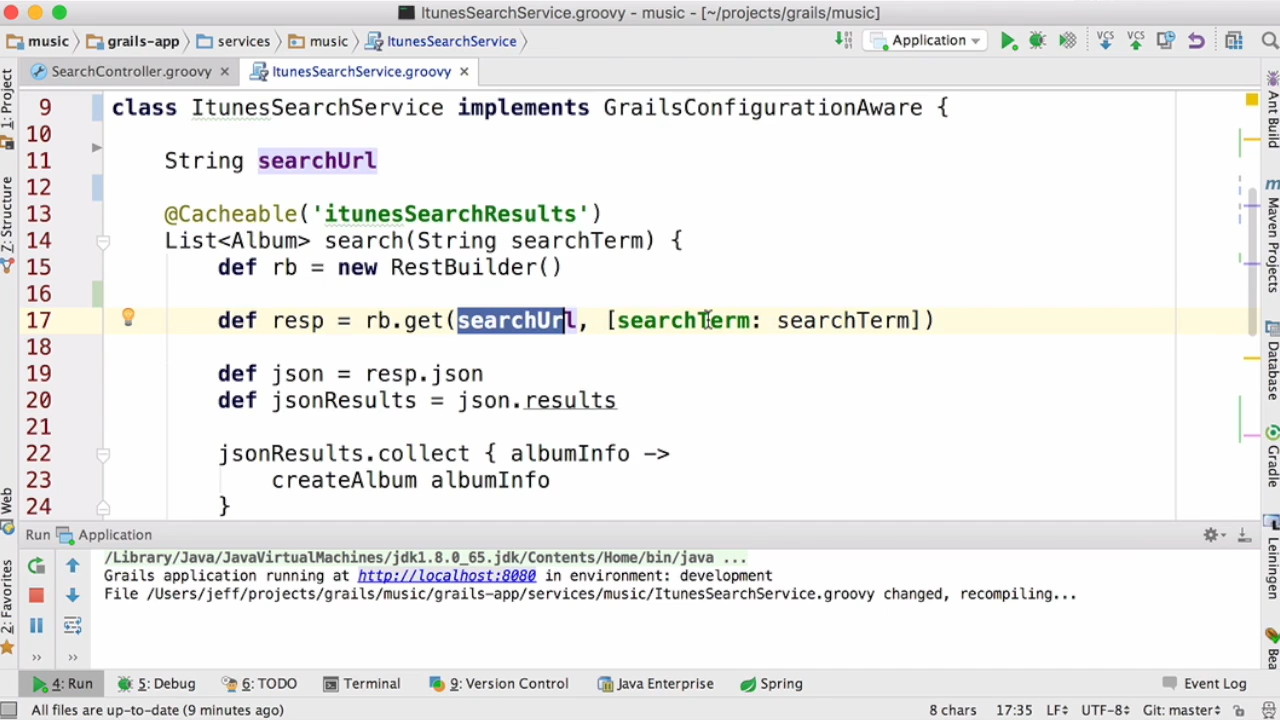 ItunesSearchService.groovy - music - [~/projects/grails/music]
music grails-app services music ItunesSearchService Application VCS VCS
SearchController.groovy × ItunesSearchService.groovy ×
1: Project
Z: Structure
Web
2: Favorites
9 class ItunesSearchService implements GrailsConfigurationAware {
10
11 String searchUrl
12
13 @Cacheable('itunesSearchResults')
14 List<Album> search(String searchTerm) {
15 def rb = new RestBuilder()
16
17 def resp = rb.get(searchUrl, [searchTerm: searchTerm])
18
19 def json = resp.json
20 def jsonResults = json.results
21
22 jsonResults.collect { albumInfo ->
23 createAlbum albumInfo
24 }
Ant Build
Maven Projects
Database
Gradle
Leiningen
Bea
Run Application
/Library/Java/JavaVirtualMachines/jdk1.8.0_65.jdk/Contents/Home/bin/java ...
Grails application running at http://localhost:8080 in environment: development
File /Users/jeff/projects/grails/music/grails-app/services/music/ItunesSearchService.groovy changed, recompiling...
4: Run 5: Debug 6: TODO Terminal 9: Version Control Java Enterprise Spring Event Log
All files are up-to-date (9 minutes ago) 8 chars 17:35 LF UTF-8 Git: master